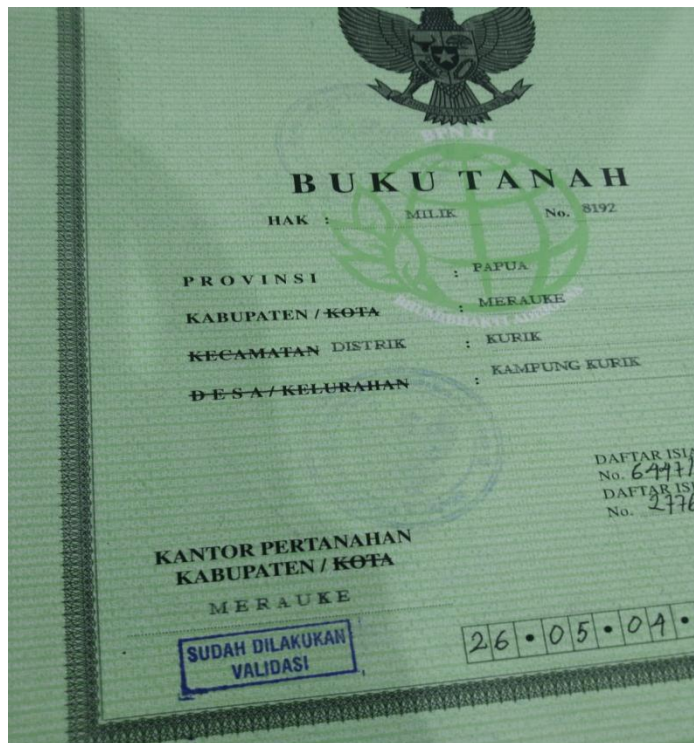 BPN RI
BUKU TANAH
HAK : MILIK No. 8192
PROVINSI : PAPUA
KABUPATEN / KOTA : MERAUKE
KECAMATAN DISTRIK : KURIK
DESA / KELURAHAN : KAMPUNG KURIK
DAFTAR ISI
No. 6447/
DAFTAR ISI
No. 2776
KANTOR PERTANAHAN
KABUPATEN / KOTA
MERAUKE
SUDAH DILAKUKAN
VALIDASI
26.05.04.